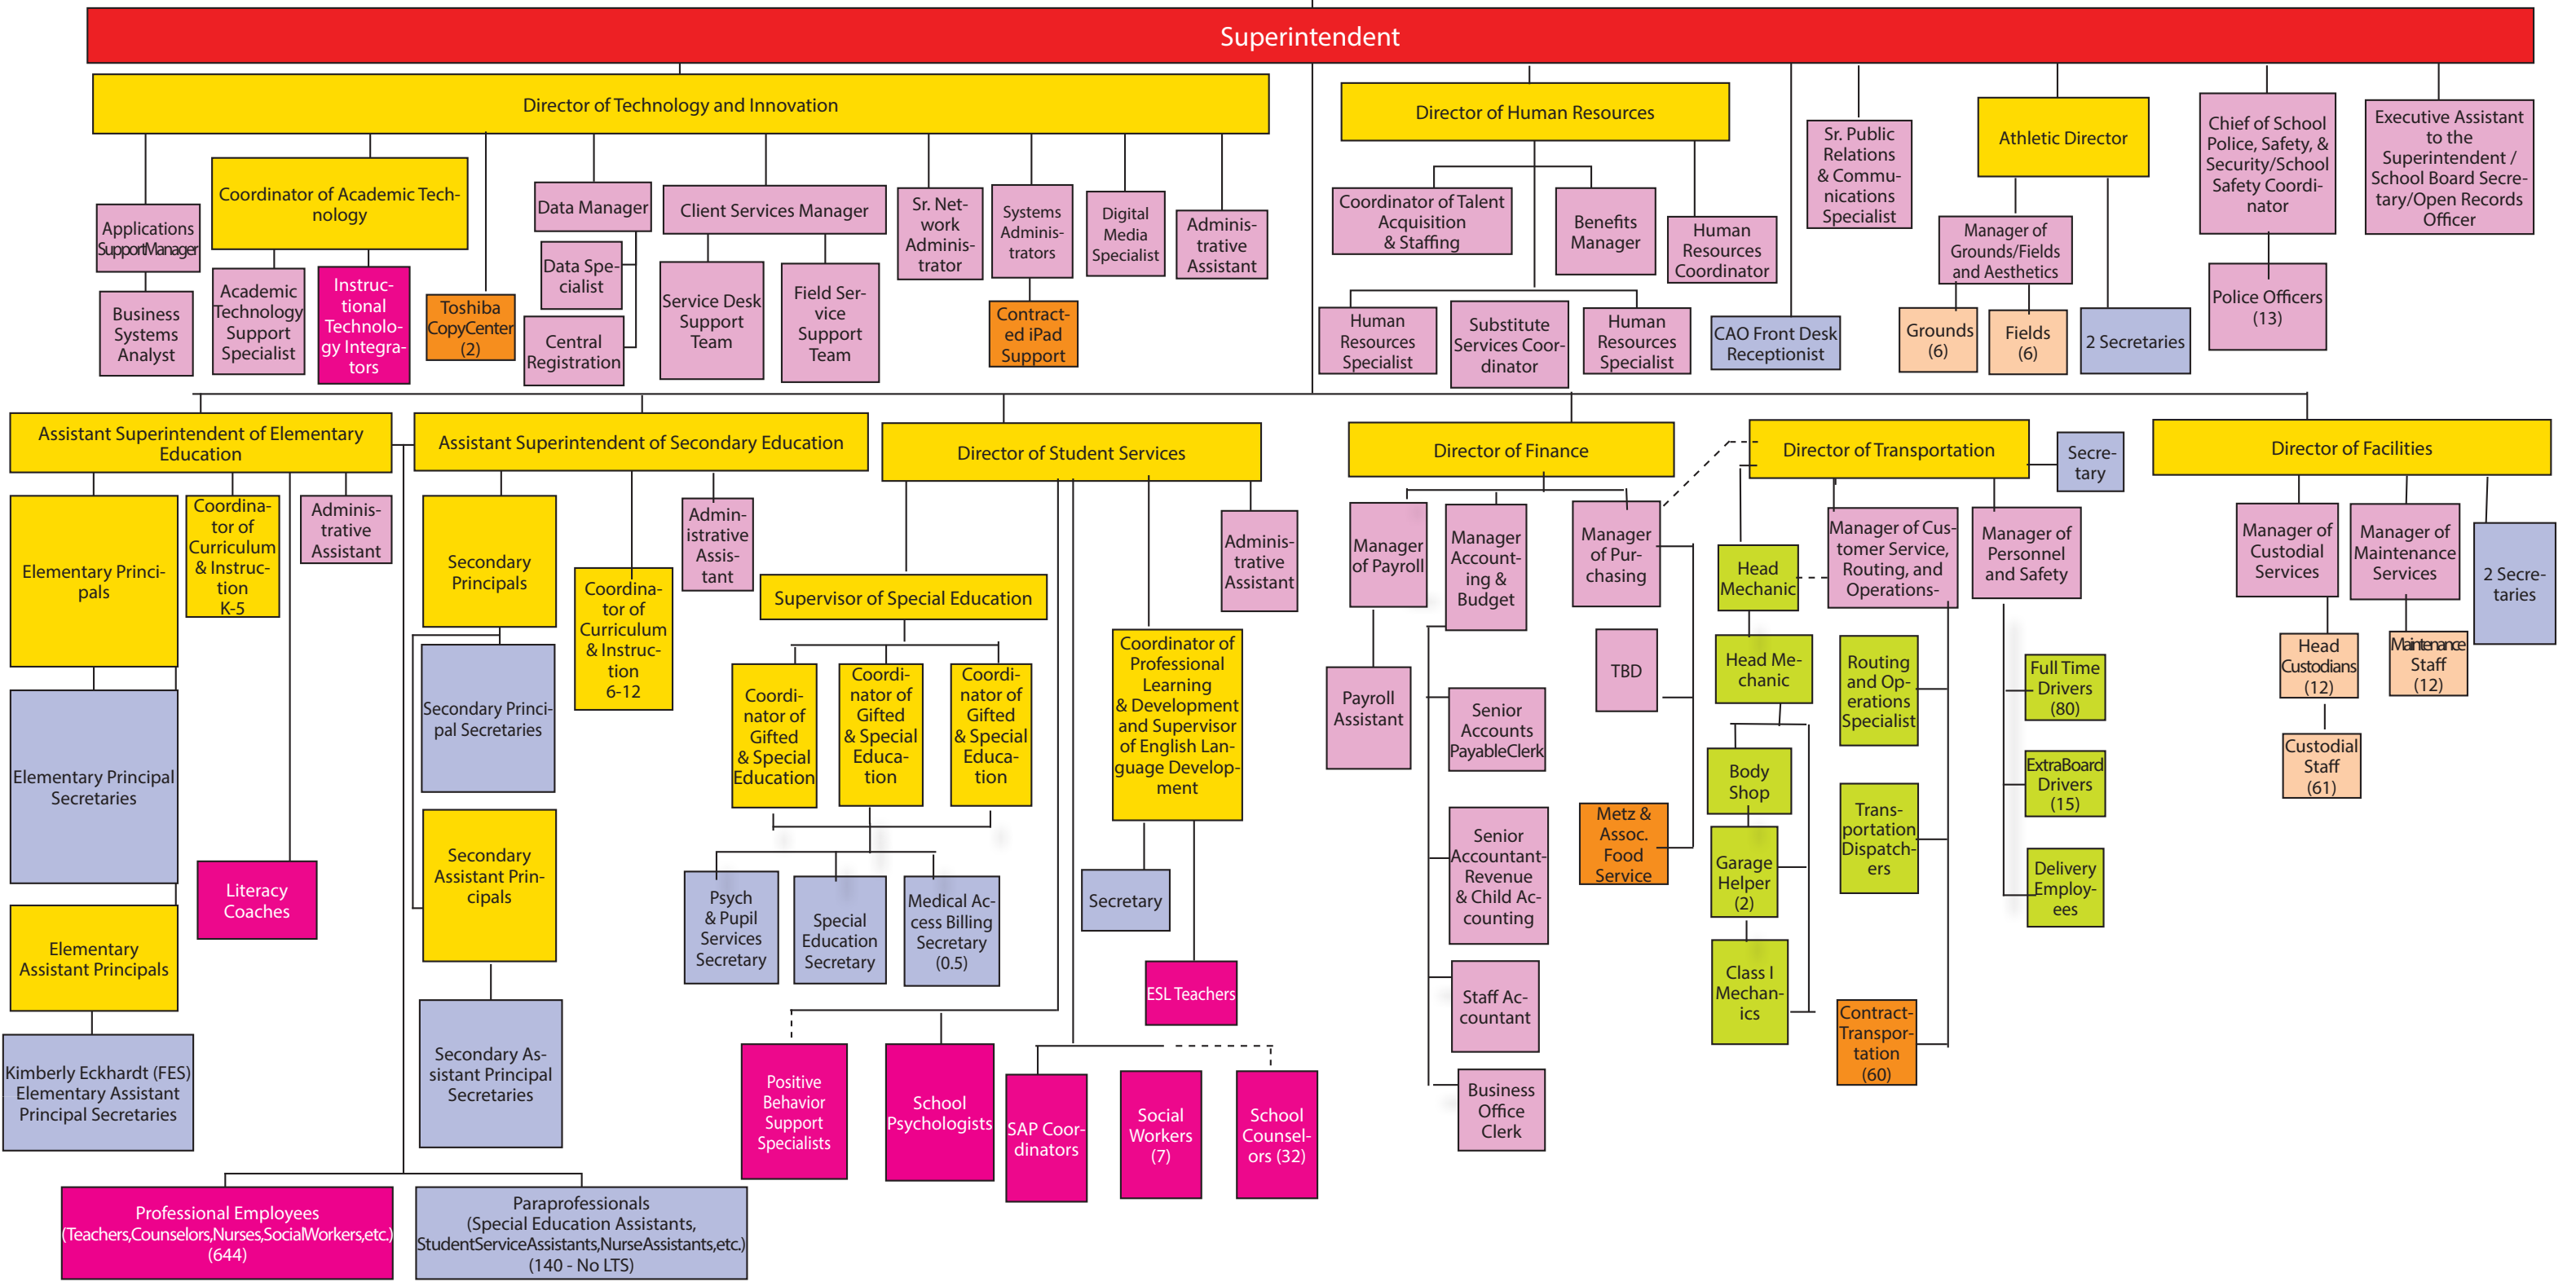 Superintendent
Director of Technology and Innovation
Director of Human Resources
Athletic Director
Sr. Public
Relations
& Commu-
nications
Specialist
Chief of School
Police, Safety, &
Security/School
Safety Coordi-
nator
Executive Assistant
to the
Superintendent /
School Board Secre-
tary/Open Records
Officer
Applications
SupportManager
Coordinator of Academic Tech-
nology
Data Manager
Client Services Manager
Sr. Net-
work
Adminis-
trator
Systems
Adminis-
trators
Digital
Media
Specialist
Adminis-
trative
Assistant
Coordinator of Talent
Acquisition
& Staffing
Benefits
Manager
Human
Resources
Coordinator
Manager of
Grounds/Fields
and Aesthetics
Business
Systems
Analyst
Academic
Technology
Support
Specialist
Instruc-
tional
Technolo-
gy Integra-
tors
Toshiba
CopyCenter
(2)
Data Spe-
cialist
Central
Registration
Service Desk
Support
Team
Field Ser-
vice
Support
Team
Contract-
ed iPad
Support
Human
Resources
Specialist
Substitute
Services Coor-
dinator
Human
Resources
Specialist
CAO Front Desk
Receptionist
Grounds
(6)
Fields
(6)
2 Secretaries
Police Officers
(13)
Assistant Superintendent of Elementary
Education
Assistant Superintendent of Secondary Education
Director of Student Services
Director of Finance
Director of Transportation
Secre-
tary
Director of Facilities
Elementary Princi-
pals
Coordina-
tor of
Curriculum
& Instruc-
tion
K-5
Adminis-
trative
Assistant
Secondary
Principals
Coordina-
tor of
Curriculum
& Instruc-
tion
6-12
Admin-
istrative
Assis-
tant
Supervisor of Special Education
Adminis-
trative
Assistant
Coordinator of
Professional
Learning
& Development
and Supervisor
of English Lan-
guage Develop-
ment
Manager
of Payroll
Manager
Account-
ing &
Budget
Manager
of Pur-
chasing
Head
Mechanic
Manager of Cus-
tomer Service,
Routing, and
Operations-
Manager of
Personnel
and Safety
Manager of
Custodial
Services
Manager of
Maintenance
Services
2 Secre-
taries
Elementary Principal
Secretaries
Secondary Princi-
pal Secretaries
Coordi-
nator of
Gifted
& Special
Education
Coordi-
nator of
Gifted
& Special
Educa-
tion
Coordi-
nator of
Gifted
& Special
Educa-
tion
Payroll
Assistant
Senior
Accounts
PayableClerk
TBD
Head Me-
chanic
Routing
and Op-
erations
Specialist
Full Time
Drivers
(80)
Head
Custodians
(12)
Maintenance
Staff
(12)
Body
Shop
ExtraBoard
Drivers
(15)
Custodial
Staff
(61)
Elementary
Assistant Principals
Literacy
Coaches
Secondary
Assistant Prin-
cipals
Psych
& Pupil
Services
Secretary
Special
Education
Secretary
Medical Ac-
cess Billing
Secretary
(0.5)
Secretary
ESL Teachers
Senior
Accountant-
Revenue
& Child Ac-
counting
Metz &
Assoc.
Food
Service
Garage
Helper
(2)
Trans-
portation
Dispatch-
ers
Delivery
Employ-
ees
Staff Ac-
countant
Class I
Mechan-
ics
Contract-
Transpor-
tation
(60)
Kimberly Eckhardt (FES)
Elementary Assistant
Principal Secretaries
Secondary As-
sistant Principal
Secretaries
Positive
Behavior
Support
Specialists
School
Psychologists
SAP Coor-
dinators
Social
Workers
(7)
School
Counsel-
ors (32)
Business
Office
Clerk
Professional Employees
(Teachers,Counselors,Nurses,SocialWorkers,etc.)
(644)
Paraprofessionals
(Special Education Assistants,
StudentServiceAssistants,NurseAssistants,etc.)
(140 - No LTS)